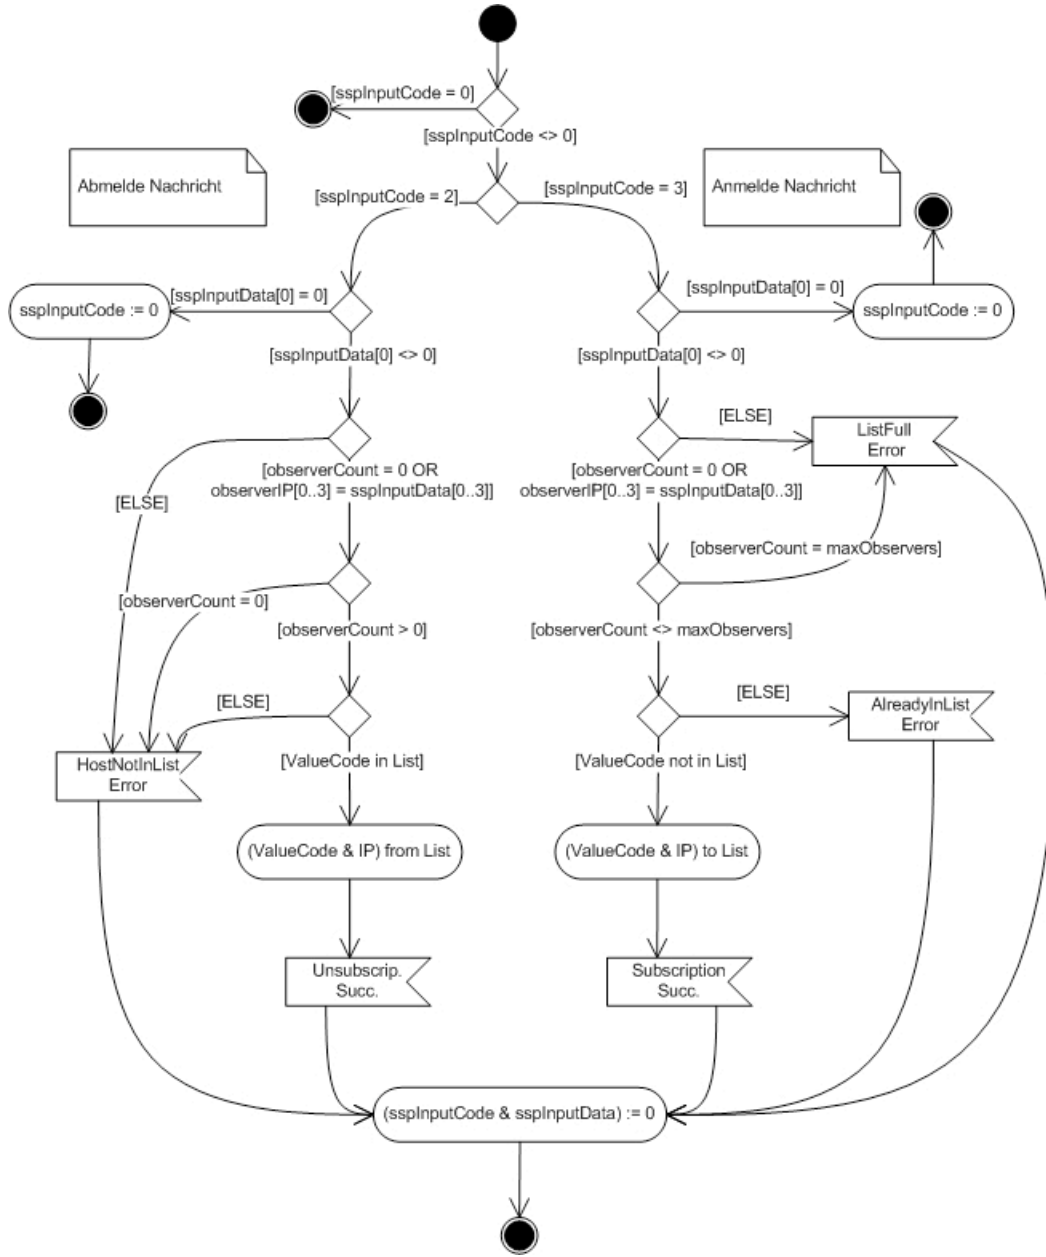 [sspInputCode = 0]
[sspInputCode <> 0]
Abmelde Nachricht
[sspInputCode = 2]
[sspInputCode = 3]
Anmelde Nachricht
sspInputCode := 0
[sspInputData[0] = 0]
[sspInputData[0] = 0]
sspInputCode := 0
[sspInputData[0] <> 0]
[sspInputData[0] <> 0]
[ELSE]
ListFull
Error
[observerCount = 0 OR
observerIP[0..3] = sspInputData[0..3]]
[observerCount = 0 OR
observerIP[0..3] = sspInputData[0..3]]
[ELSE]
[observerCount = maxObservers]
[observerCount = 0]
[observerCount > 0]
[observerCount <> maxObservers]
[ELSE]
[ELSE]
AlreadyInList
Error
HostNotInList
Error
[ValueCode in List]
[ValueCode not in List]
(ValueCode & IP) from List
(ValueCode & IP) to List
Unsubscrip.
Succ.
Subscription
Succ.
(sspInputCode & sspInputData) := 0